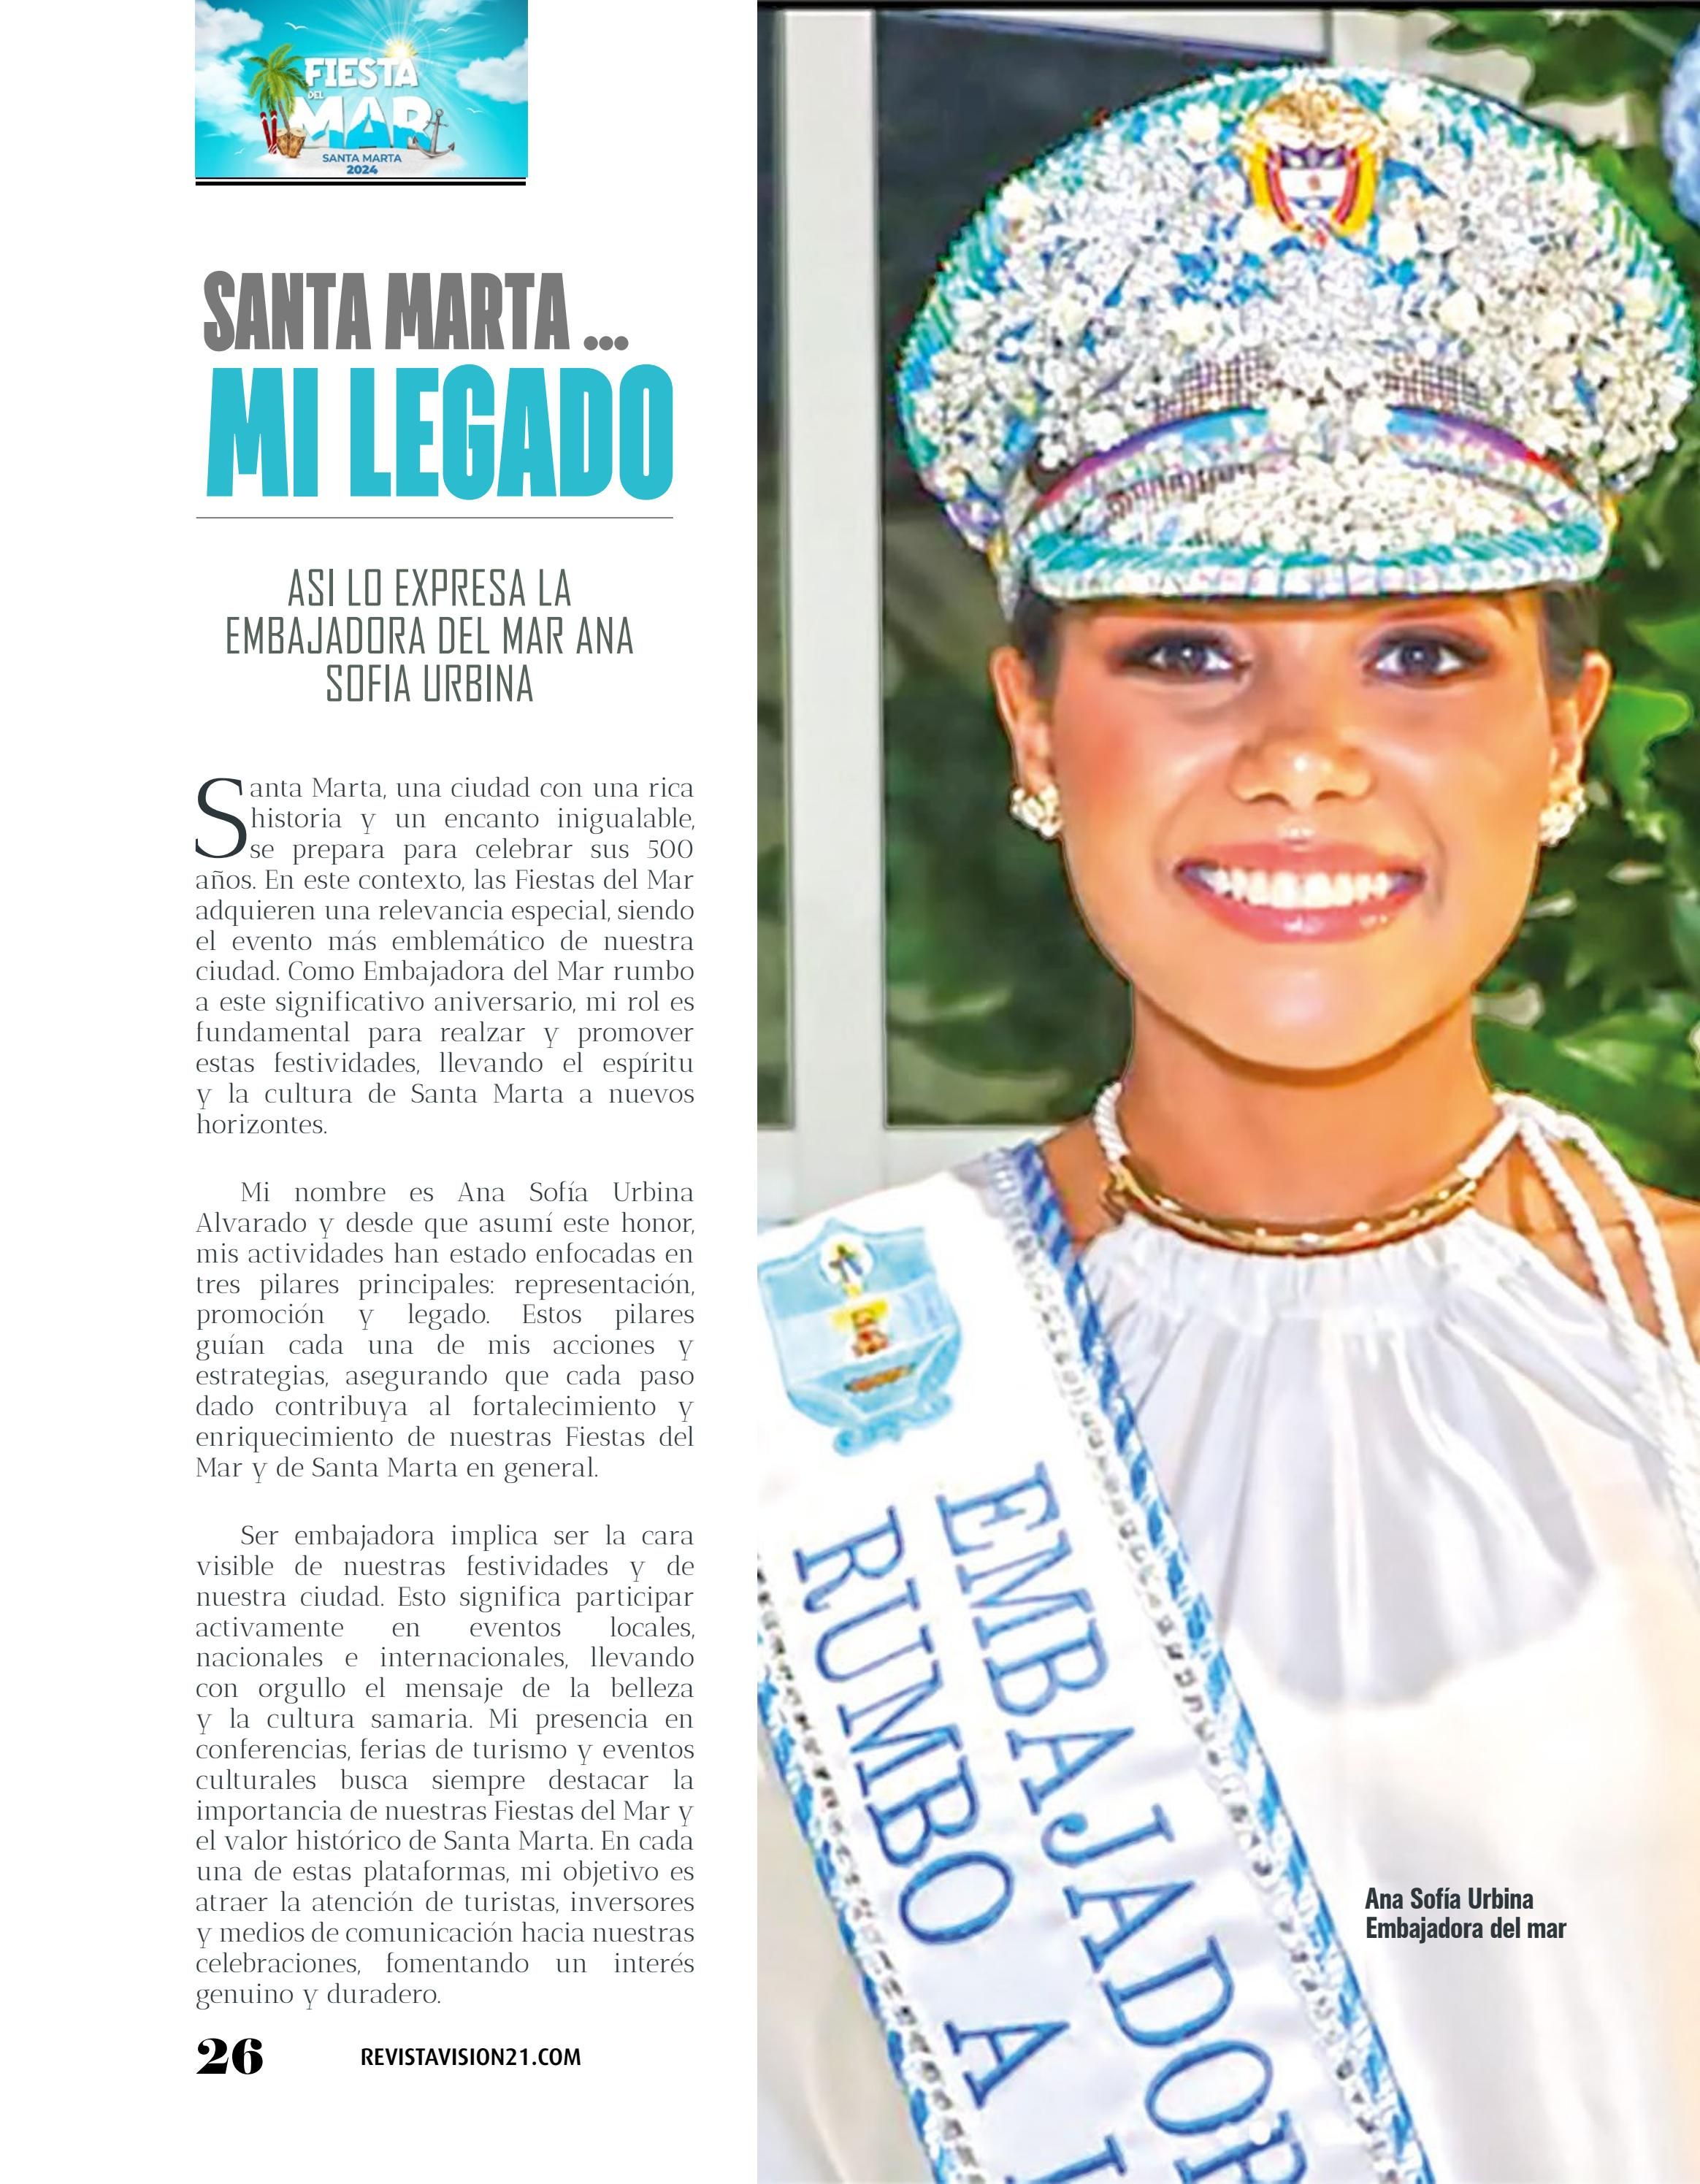 FIESTA
DEL
MAR
SANTA MARTA
2024
SANTA MARTA ...
MI LEGADO
ASI LO EXPRESA LA
EMBAJADORA DEL MAR ANA
SOFIA URBINA
Santa Marta, una ciudad con una rica
historia y un encanto inigualable,
se prepara para celebrar sus 500
años. En este contexto, las Fiestas del Mar
adquieren una relevancia especial, siendo
el evento más emblemático de nuestra
ciudad. Como Embajadora del Mar rumbo
a este significativo aniversario, mi rol es
fundamental para realzar y promover
estas festividades, llevando el espíritu
y la cultura de Santa Marta a nuevos
horizontes.
Mi nombre es Ana Sofía Urbina
Alvarado y desde que asumí este honor,
mis actividades han estado enfocadas en
tres pilares principales: representación,
promoción y legado. Estos pilares
guían cada una de mis acciones y
estrategias, asegurando que cada paso
dado contribuya al fortalecimiento y
enriquecimiento de nuestras Fiestas del
Mar y de Santa Marta en general.
Ser embajadora implica ser la cara
visible de nuestras festividades y de
nuestra ciudad. Esto significa participar
activamente en eventos locales,
nacionales e internacionales, llevando
con orgullo el mensaje de la belleza
y la cultura samaria. Mi presencia en
conferencias, ferias de turismo y eventos
culturales busca siempre destacar la
importancia de nuestras Fiestas del Mar y
el valor histórico de Santa Marta. En cada
una de estas plataformas, mi objetivo es
atraer la atención de turistas, inversores
y medios de comunicación hacia nuestras
celebraciones, fomentando un interés
genuino y duradero.
26
REVISTAVISION21.COM
EMBAJADOR
RUMBO A
Ana Sofía Urbina
Embajadora del mar